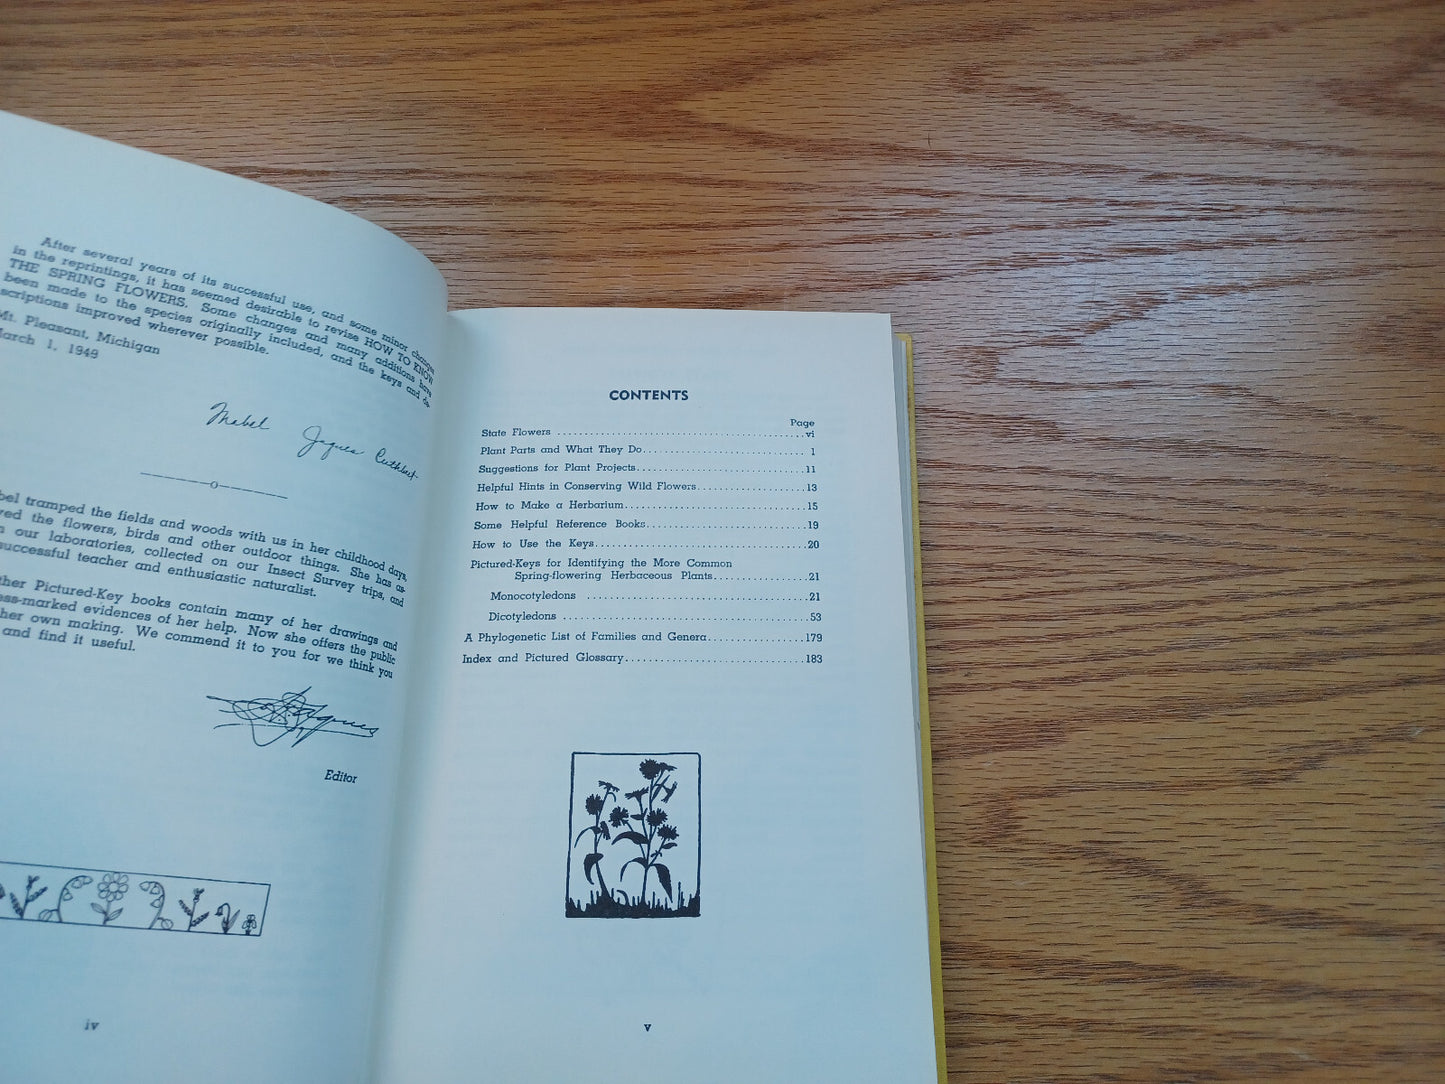 After several years of its successful use, and some minor changes
in the reprintings, it has seemed desirable to revise HOW TO KNOW
THE SPRING FLOWERS. Some changes and many additions have
been made to the species originally included, and the keys and de-
scriptions improved wherever possible.
Mt. Pleasant, Michigan
March 1, 1949
Mabel Jaques Cuthbert
o
tramped the fields and woods with us in her childhood days,
the flowers, birds and other outdoor things. She has as-
our laboratories, collected on our Insect Survey trips, and
successful teacher and enthusiastic naturalist.
Pictured-Key books contain many of her drawings and
marked evidences of her help. Now she offers the public
her own making. We commend it to you for we think you
and find it useful.
Editor
iv
CONTENTS
Page
State Flowers ........ vi
Plant Parts and What They Do ........ 1
Suggestions for Plant Projects ........ 11
Helpful Hints in Conserving Wild Flowers ........ 13
How to Make a Herbarium ........ 15
Some Helpful Reference Books ........ 19
How to Use the Keys ........ 20
Pictured-Keys for Identifying the More Common
Spring-flowering Herbaceous Plants ........ 21
Monocotyledons ........ 21
Dicotyledons ........ 53
A Phylogenetic List of Families and Genera ........ 179
Index and Pictured Glossary ........ 183
v